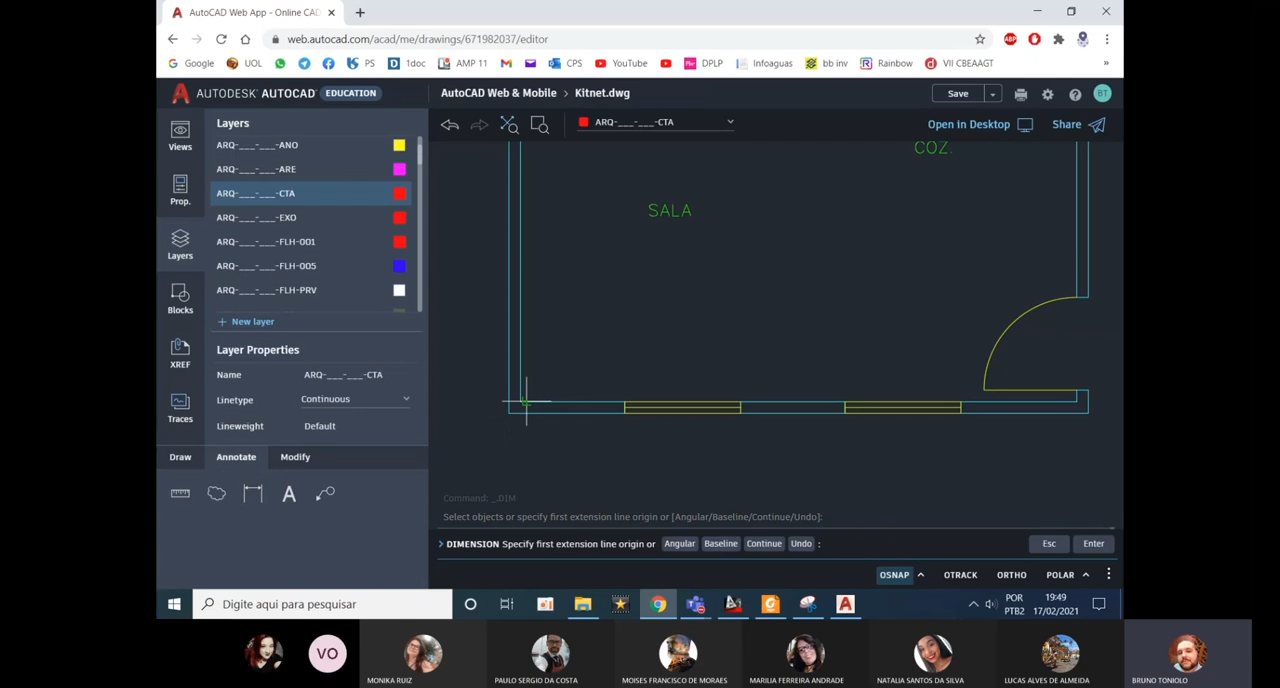 AutoCAD Web App - Online CAD
web.autocad.com/acad/me/drawings/671982037/editor
Google UOL PS 1doc AMP 11 CPS YouTube DPLP Infoaguas bb inv Rainbow VII CBEAAGT »
AUTODESK® AUTOCAD EDUCATION AutoCAD Web & Mobile > Kitnet.dwg Save BT
Views
Layers
ARQ-___-___-CTA
Open in Desktop Share
ARQ-___-___-ANO
ARQ-___-___-ARE
Prop.
ARQ-___-___-CTA
ARQ-___-___-EXO
Layers
ARQ-___-___-FLH-001
ARQ-___-___-FLH-005
ARQ-___-___-FLH-PRV
Blocks
+ New layer
XREF
Layer Properties
Name ARQ-___-___-CTA
Linetype Continuous
Traces
Lineweight Default
Draw Annotate Modify
A
COZ.
SALA
Command: _.DIM
Select objects or specify first extension line origin or [Angular/Baseline/Continue/Undo]:
DIMENSION Specify first extension line origin or Angular Baseline Continue Undo : Esc Enter
OSNAP OTRACK ORTHO POLAR
Digite aqui para pesquisar
POR
PTB2
19:49
17/02/2021
VO
MONIKA RUIZ
PAULO SERGIO DA COSTA
MOISES FRANCISCO DE MORAES
MARILIA FERREIRA ANDRADE
NATALIA SANTOS DA SILVA
LUCAS ALVES DE ALMEIDA
BRUNO TONIOLO